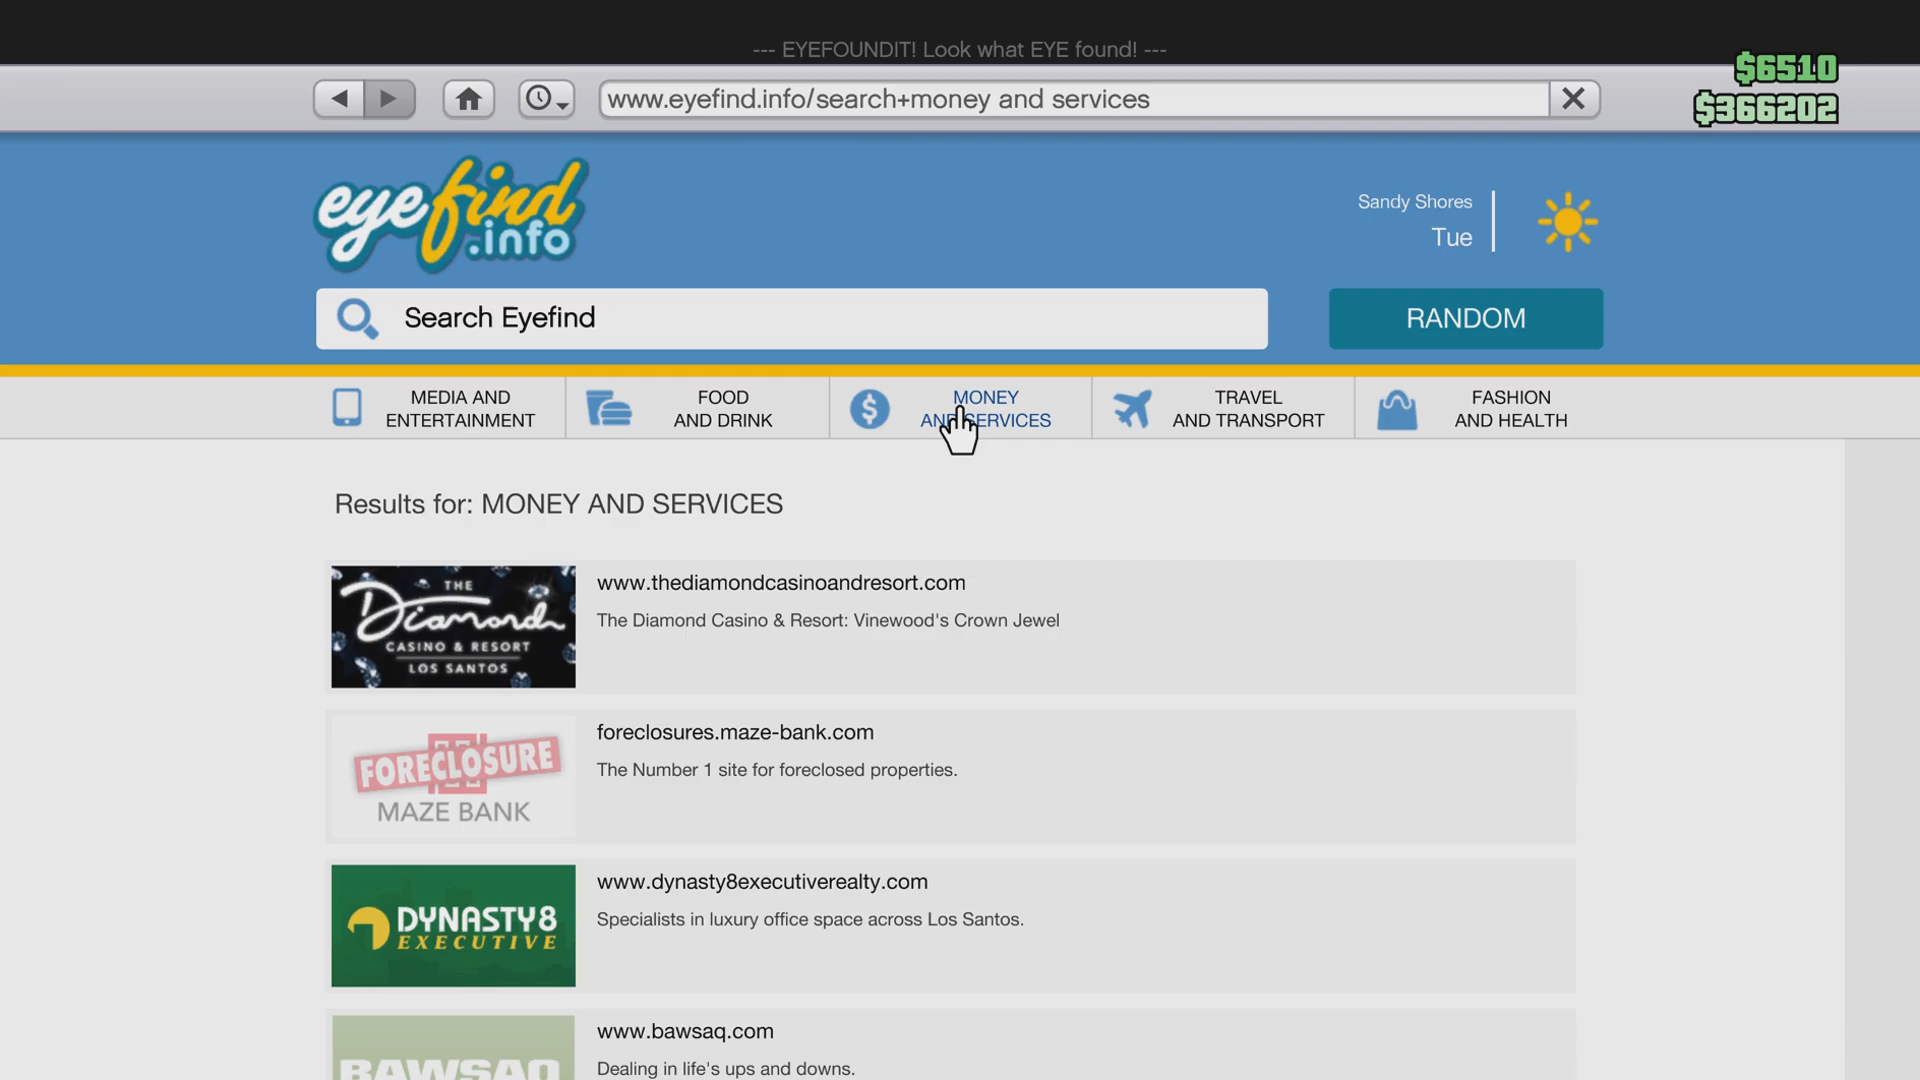 --- EYEFOUNDIT! Look what EYE found! ---
$6510
$366202
www.eyefind.info/search+money and services
eyefind
.info
Sandy Shores
Tue
Search Eyefind
RANDOM
MEDIA AND
ENTERTAINMENT
FOOD
AND DRINK
MONEY
AND SERVICES
TRAVEL
AND TRANSPORT
FASHION
AND HEALTH
Results for: MONEY AND SERVICES
THE
Diamond
CASINO & RESORT
LOS SANTOS
www.thediamondcasinoandresort.com
The Diamond Casino & Resort: Vinewood's Crown Jewel
FORECLOSURE
MAZE BANK
foreclosures.maze-bank.com
The Number 1 site for foreclosed properties.
DYNASTY8
EXECUTIVE
www.dynasty8executiverealty.com
Specialists in luxury office space across Los Santos.
BAWSAQ
www.bawsaq.com
Dealing in life's ups and downs.